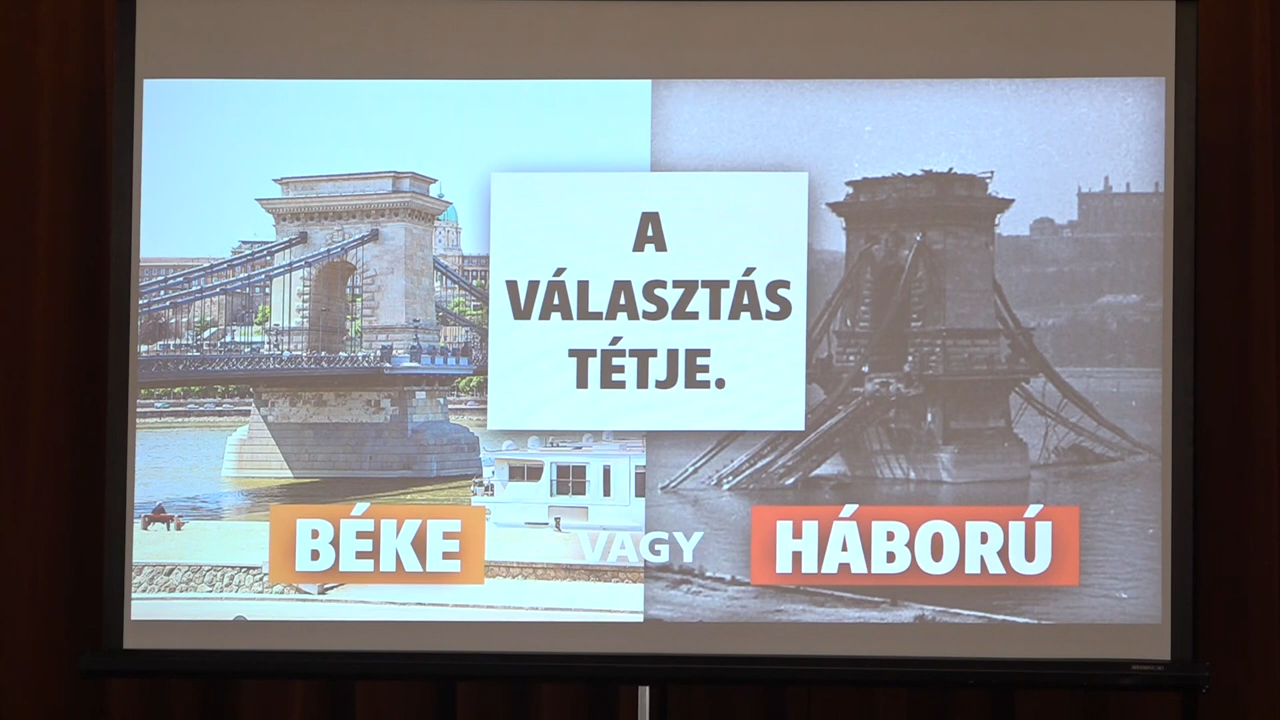 A
VÁLASZTÁS
TÉTJE.
BÉKE
VAGY
HÁBORÚ